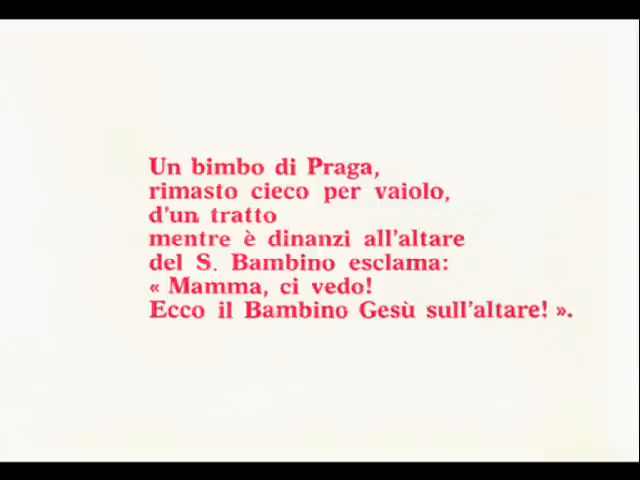 Un bimbo di Praga,
rimasto cieco per vaiolo,
d'un tratto
mentre è dinanzi all'altare
del S. Bambino esclama:
« Mamma, ci vedo!
Ecco il Bambino Gesù sull'altare! ».